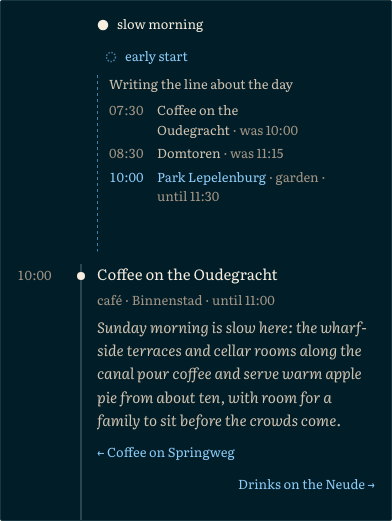 slow morning
early start
Writing the line about the day
07:30 Coffee on the
Oudegracht · was 10:00
08:30 Domtoren · was 11:15
10:00 Park Lepelenburg · garden ·
until 11:30
10:00 Coffee on the Oudegracht
café · Binnenstad · until 11:00
Sunday morning is slow here: the wharf-
side terraces and cellar rooms along the
canal pour coffee and serve warm apple
pie from about ten, with room for a
family to sit before the crowds come.
← Coffee on Springweg
Drinks on the Neude →